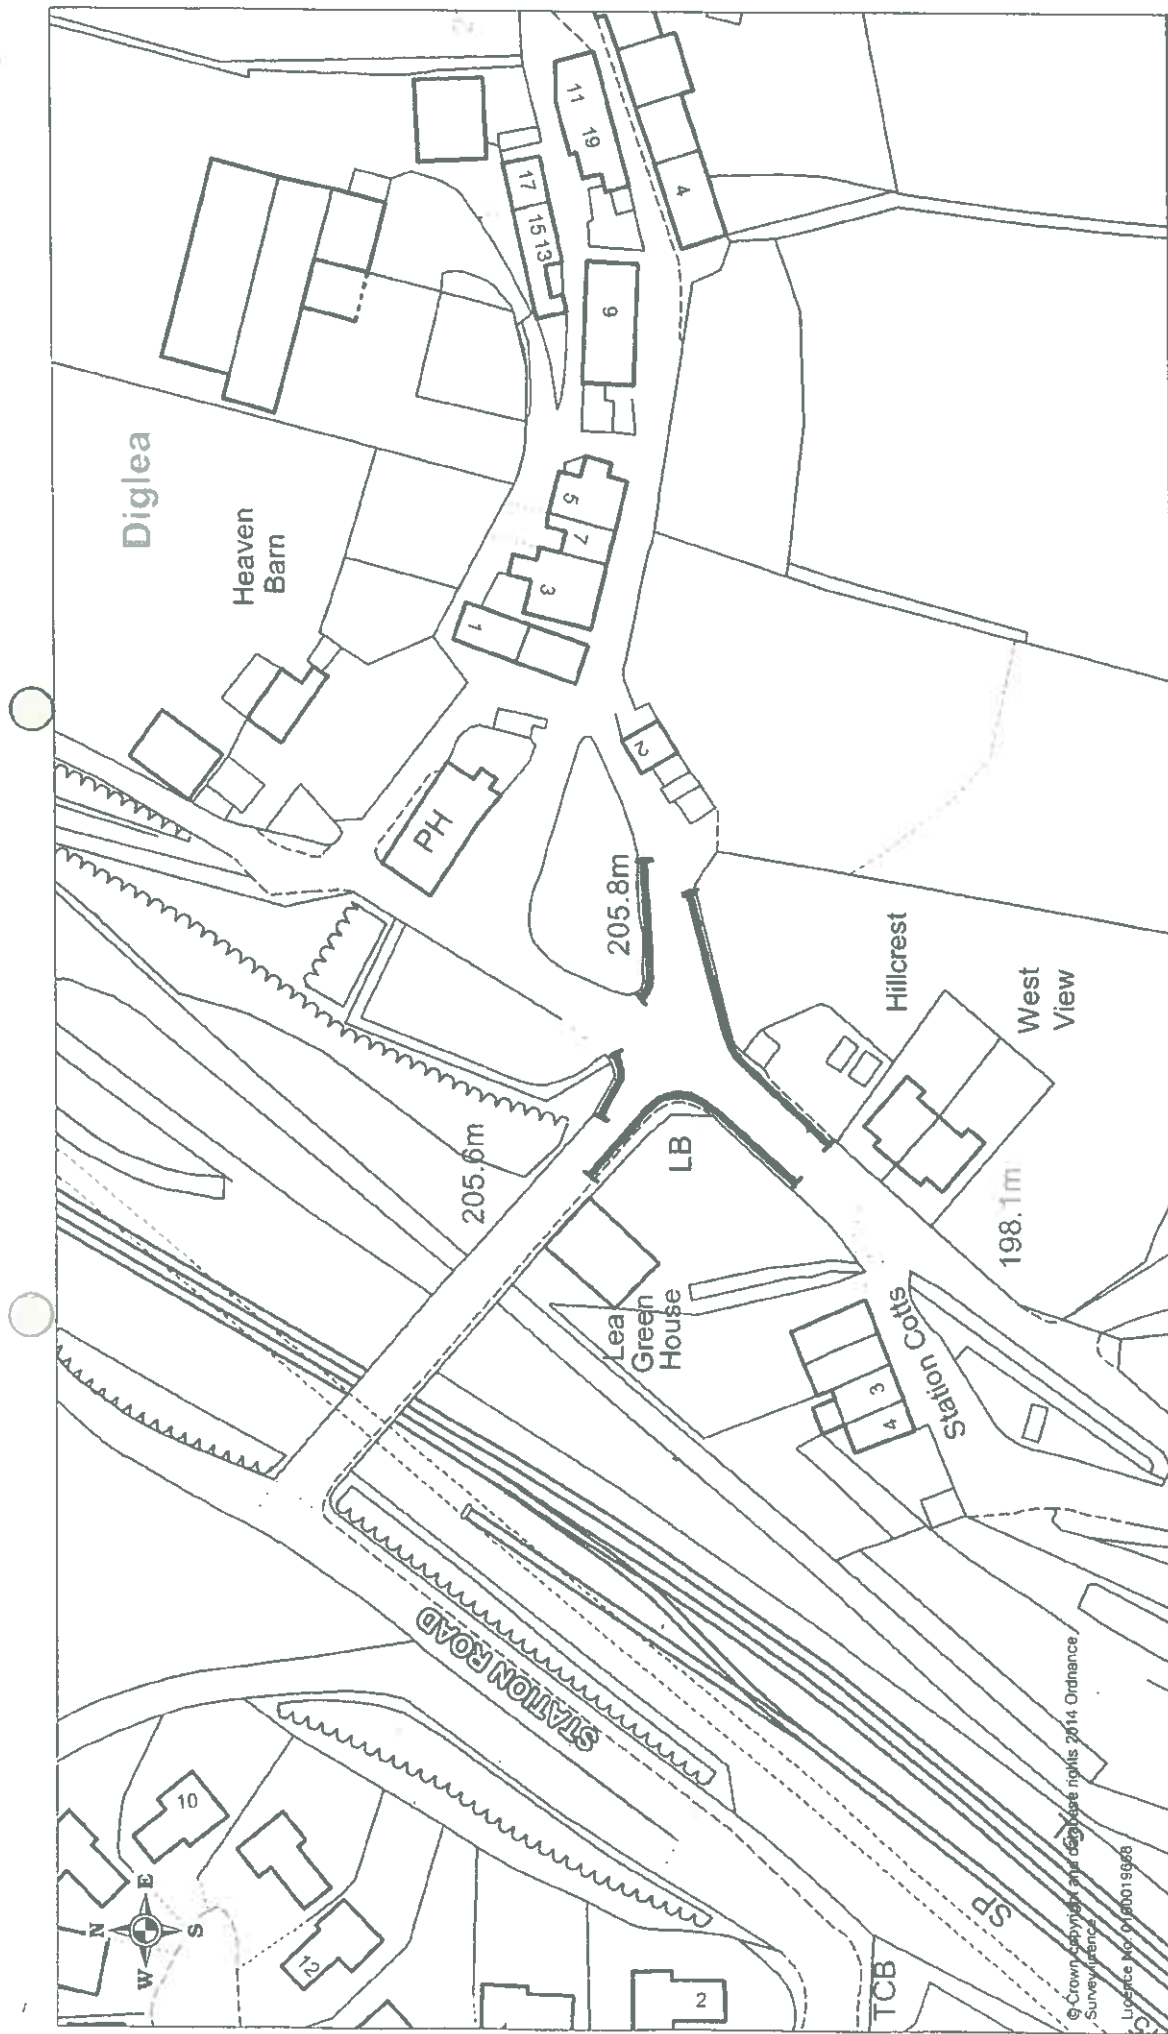 Diglea
Heaven
Barn
11
19
17
15
13
4
9
5
7
3
1
2
PH
205.8m
Hillcrest
West
View
205.6m
LB
198.1m
Lea
Green
House
3
4
Station Cotts
STATION ROAD
10
12
2
N
E
S
W
TCB
SP
© Crown copyright and database rights 2014 Ordnance
Survey
Licence No.